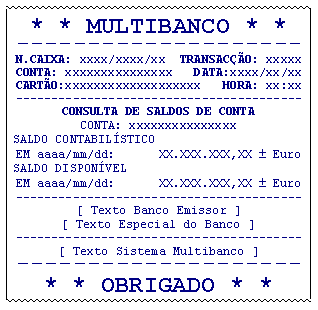 * * MULTIBANCO * *
N.CAIXA: xxxx/xxxx/xx TRANSACÇÃO: xxxxx
CONTA: xxxxxxxxxxxxxxx DATA:xxxx/xx/xx
CARTÃO:xxxxxxxxxxxxxxxxxxx HORA: xx:xx
CONSULTA DE SALDOS DE CONTA
CONTA: xxxxxxxxxxxxxxx
SALDO CONTABILÍSTICO
EM aaaa/mm/dd: XX.XXX.XXX,XX ± Euro
SALDO DISPONÍVEL
EM aaaa/mm/dd: XX.XXX.XXX,XX ± Euro
[ Texto Banco Emissor ]
[ Texto Especial do Banco ]
[ Texto Sistema Multibanco ]
* * OBRIGADO * *